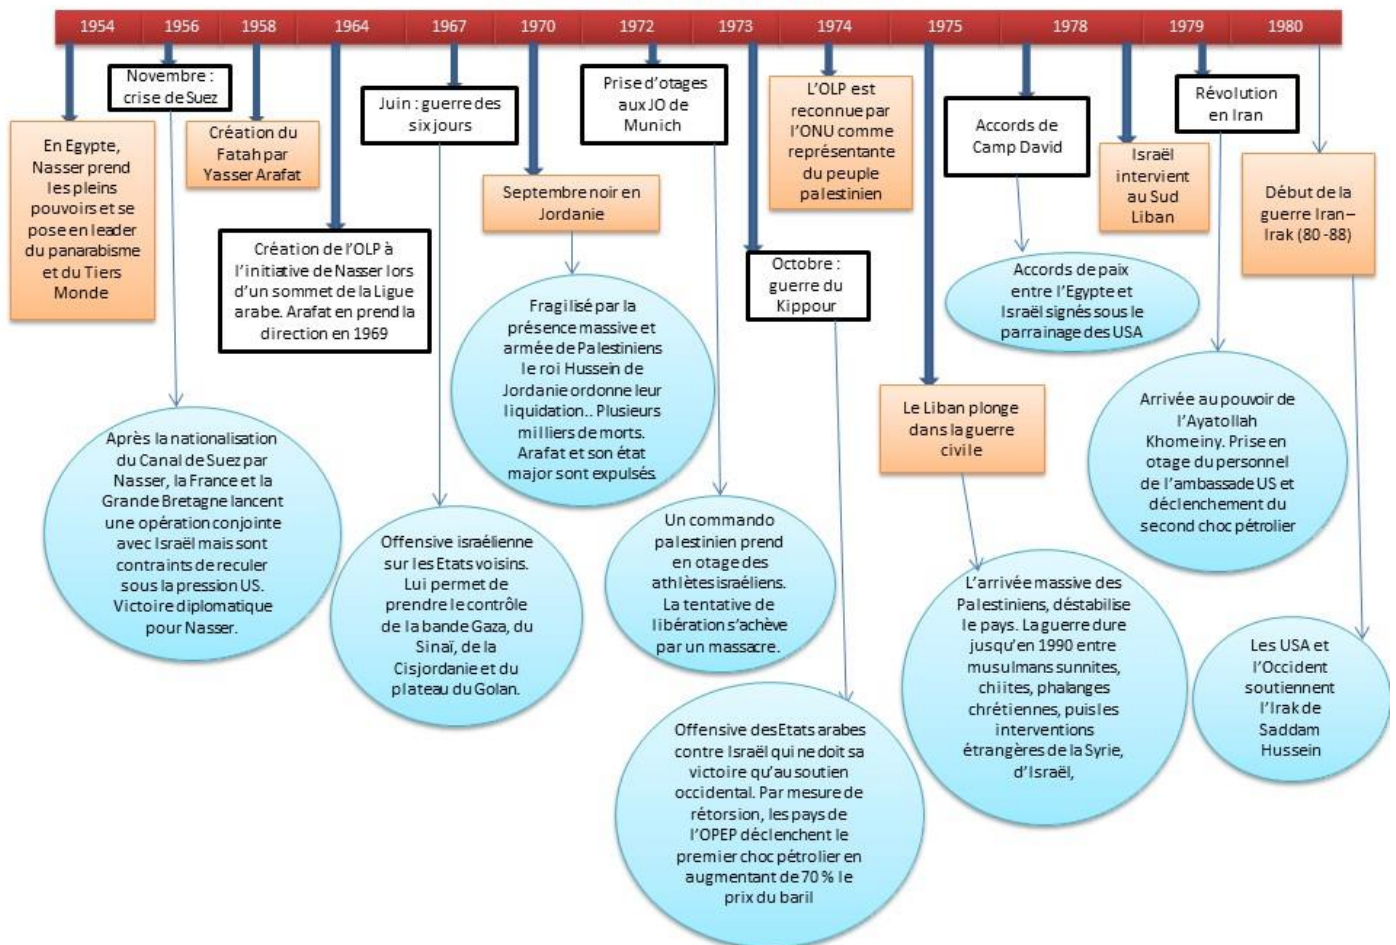 1954 1956 1958 1964 1967 1970 1972 1973 1974 1975 1978 1979 1980
En Egypte,
Nasser prend
les pleins
pouvoirs et se
pose en leader
du panarabisme
et du Tiers
Monde
Novembre :
crise de Suez
Après la nationalisation
du Canal de Suez par
Nasser, la France et la
Grande Bretagne lancent
une opération conjointe
avec Israël mais sont
contraints de reculer
sous la pression US.
Victoire diplomatique
pour Nasser.
Création du
Fatah par
Yasser Arafat
Création de l'OLP à
l'initiative de Nasser lors
d'un sommet de la Ligue
arabe. Arafat en prend la
direction en 1969
Juin : guerre des
six jours
Offensive israélienne
sur les Etats voisins.
Lui permet de
prendre le contrôle
de la bande Gaza, du
Sinaï, de la
Cisjordanie et du
plateau du Golan.
Septembre noir en
Jordanie
Fragilisé par la
présence massive et
armée de Palestiniens
le roi Hussein de
Jordanie ordonne leur
liquidation.. Plusieurs
milliers de morts.
Arafat et son état
major sont expulsés.
Prise d'otages
aux JO de
Munich
Un commando
palestinien prend
en otage des
athlètes israéliens.
La tentative de
libération s'achève
par un massacre.
Octobre :
guerre du
Kippour
Offensive des Etats arabes
contre Israël qui ne doit sa
victoire qu'au soutien
occidental. Par mesure de
rétorsion, les pays de
l'OPEP déclenchent le
premier choc pétrolier en
augmentant de 70 % le
prix du baril
L'OLP est
reconnue par
l'ONU comme
représentante
du peuple
palestinien
Le Liban plonge
dans la guerre
civile
L'arrivée massive des
Palestiniens, déstabilise
le pays. La guerre dure
jusqu'en 1990 entre
musulmans sunnites,
chiites, phalanges
chrétiennes, puis les
interventions
étrangères de la Syrie,
d'Israël,
Accords de
Camp David
Accords de paix
entre l'Egypte et
Israël signés sous le
parrainage des USA
Israël
intervient
au Sud
Liban
Révolution
en Iran
Arrivée au pouvoir de
l'Ayatollah
Khomeiny. Prise en
otage du personnel
de l'ambassade US et
déclenchement du
second choc pétrolier
Début de la
guerre Iran–
Irak (80 -88)
Les USA et
l'Occident
soutiennent
l'Irak de
Saddam
Hussein